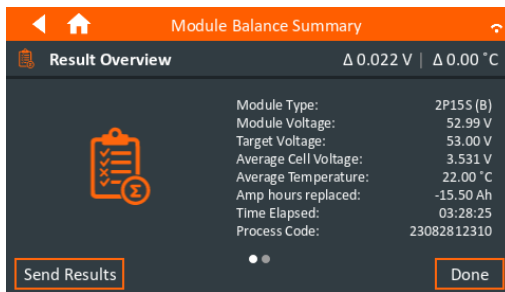 Module Balance Summary
Result Overview Δ 0.022 V | Δ 0.00 °C
Module Type: 2P15S (B)
Module Voltage: 52.99 V
Target Voltage: 53.00 V
Average Cell Voltage: 3.531 V
Average Temperature: 22.00 °C
Amp hours replaced: -15.50 Ah
Time Elapsed: 03:28:25
Process Code: 23082812310
Send Results Done